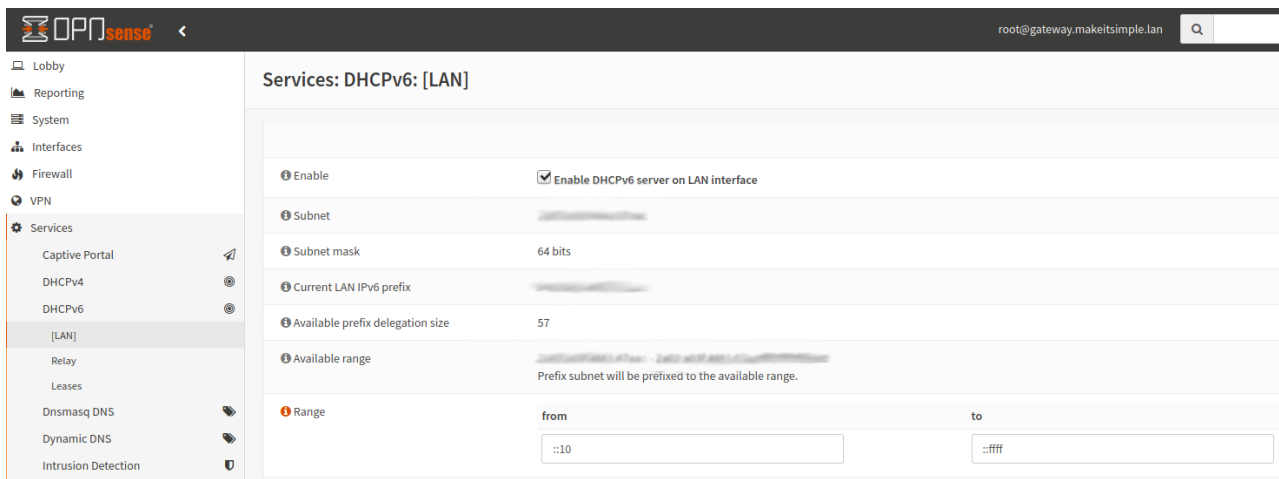 OPNsense
root@gateway.makeitsimple.lan
Lobby
Reporting
System
Interfaces
Firewall
VPN
Services
Captive Portal
DHCPv4
DHCPv6
[LAN]
Relay
Leases
Dnsmasq DNS
Dynamic DNS
Intrusion Detection
Services: DHCPv6: [LAN]
Enable
Enable DHCPv6 server on LAN interface
Subnet
Subnet mask
64 bits
Current LAN IPv6 prefix
Available prefix delegation size
57
Available range
Prefix subnet will be prefixed to the available range.
Range
from
to
::10
::ffff